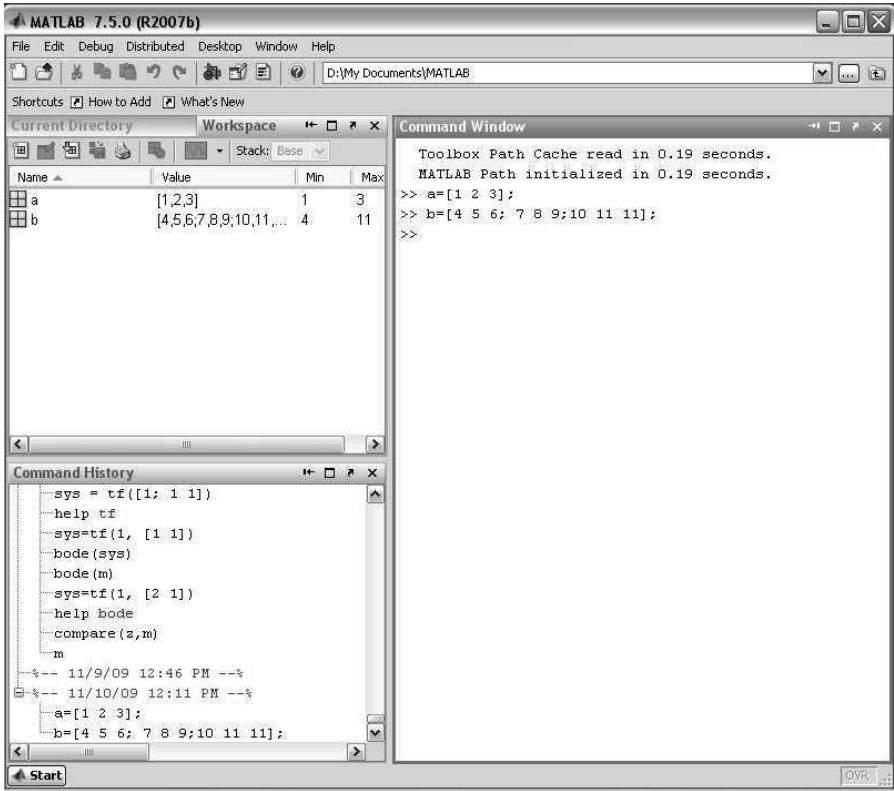 MATLAB 7.5.0 (R2007b)
File Edit Debug Distributed Desktop Window Help
D:\My Documents\MATLAB
Shortcuts How to Add What's New
Current Directory Workspace
Stack: Base
Name Value Min Max
a [1,2,3] 1 3
b [4,5,6;7,8,9;10,11,... 4 11
Command History
sys = tf([1; 1 1])
help tf
sys=tf(1, [1 1])
bode(sys)
bode(m)
sys=tf(1, [2 1])
help bode
compare(z,m)
m
%-- 11/9/09 12:46 PM --%
%-- 11/10/09 12:11 PM --%
a=[1 2 3];
b=[4 5 6; 7 8 9;10 11 11];
Command Window
Toolbox Path Cache read in 0.19 seconds.
MATLAB Path initialized in 0.19 seconds.
>> a=[1 2 3];
>> b=[4 5 6; 7 8 9;10 11 11];
>>
Start
OVR